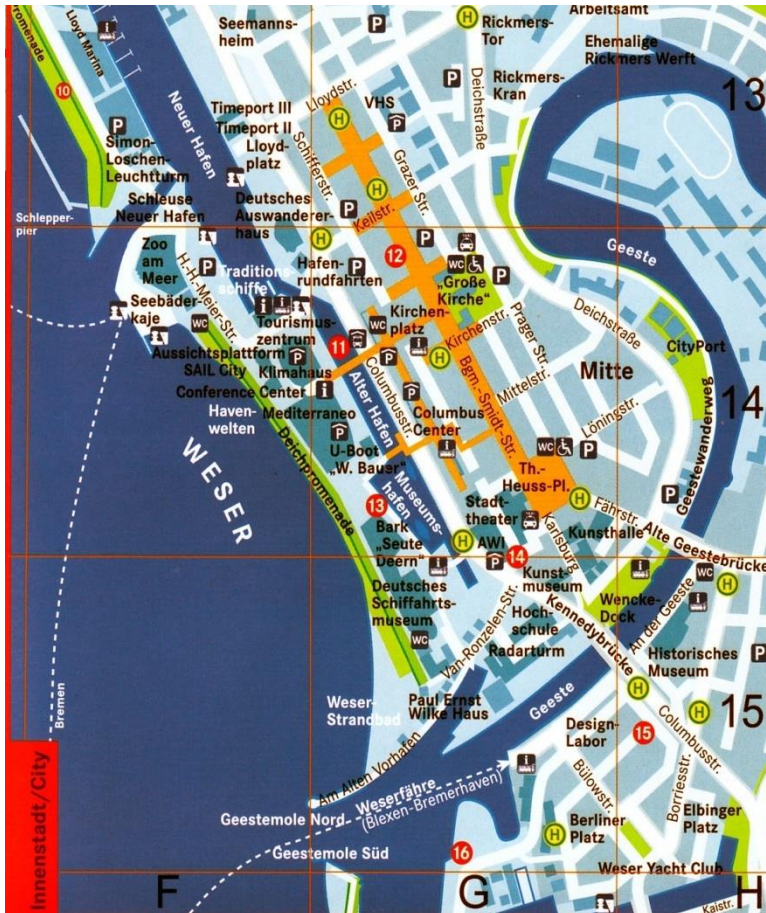 Arbeitsamt
Seemanns-
heim
Rickmers-
Tor
Ehemalige
Rickmers Werft
Lloyd Marina
promenade
Rickmers-
Kran
13
10
Neuer Hafen
Timeport III
Timeport II
Lloyd-
platz
Lloydstr.
VHS
Deichstraße
Simon-
Loschen-
Leuchtturm
Schifferstr.
Grazer Str.
Schleuse
Neuer Hafen
Deutsches
Auswanderer-
haus
Keilstr.
Schlepper-
pier
Zoo
am
Meer
12
Geeste
H.-H.-Meier-Str.
Traditions-
schiffe
Hafen-
rundfahrten
„Große
Kirche“
Seebäder-
kaje
Tourismus-
zentrum
Kirchen-
platz
Kirchenstr.
Prager Str.
Deichstraße
CityPort
Aussichtsplattform
SAIL City
Klimahaus
11
Columbusstr.
Bgm.-Smidt-Str.
Mittelstr.
Mitte
Conference Center
Alter Hafen
14
Haven-
welten
Mediterraneo
Columbus
Center
Löningstr.
Geestewanderweg
WESER
Deichpromenade
U-Boot
„W. Bauer“
Museums-
hafen
Th.-
Heuss-Pl.
13
Stadt-
theater
Fährstr.
Alte Geestebrücke
Karlsburg
Kunsthalle
Bark
„Seute
Deern“
AWI
14
Deutsches
Schiffahrts-
museum
Kunst-
museum
Wencke-
Dock
An der Geeste
Hoch-
schule
Kennedybrücke
Radarturm
Van-Ronzelen-Str.
Historisches
Museum
Weser-
Strandbad
Paul Ernst
Wilke Haus
Geeste
15
Design-
Labor
15
Columbusstr.
Bremen
Am Alten Vorhafen
Weserfähre
(Blexen-Bremerhaven)
Bülowstr.
Borriesstr.
Geestemole Nord
Berliner
Platz
Elbinger
Platz
Geestemole Süd
16
Weser Yacht Club
Innenstadt/City
F
G
H
Kaistr.